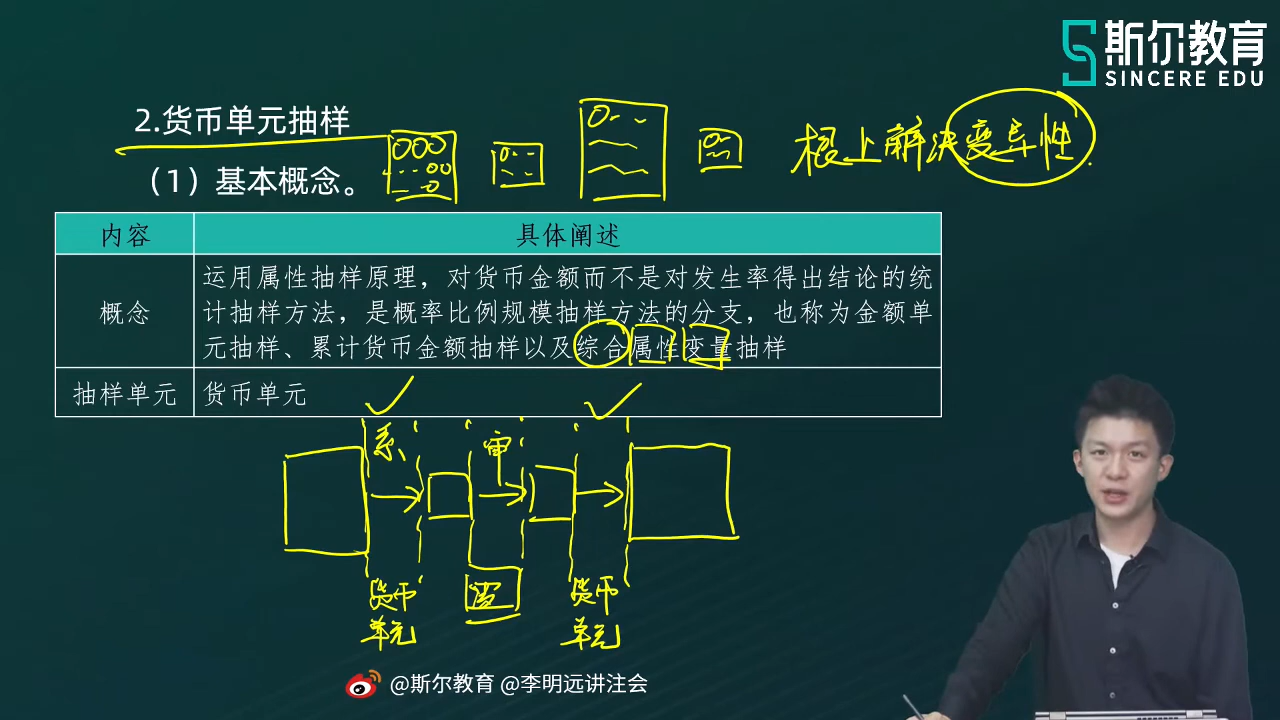 斯尔教育
SINCERE EDU
2.货币单元抽样
根上解决变异性.
（1）基本概念。
内容 具体阐述
概念 运用属性抽样原理，对货币金额而不是对发生率得出结论的统
计抽样方法，是概率比例规模抽样方法的分支，也称为金额单
元抽样、累计货币金额抽样以及综合属性变量抽样
抽样单元 货币单元
系 审
货币 货币
单元 单元
@斯尔教育 @李明远讲注会